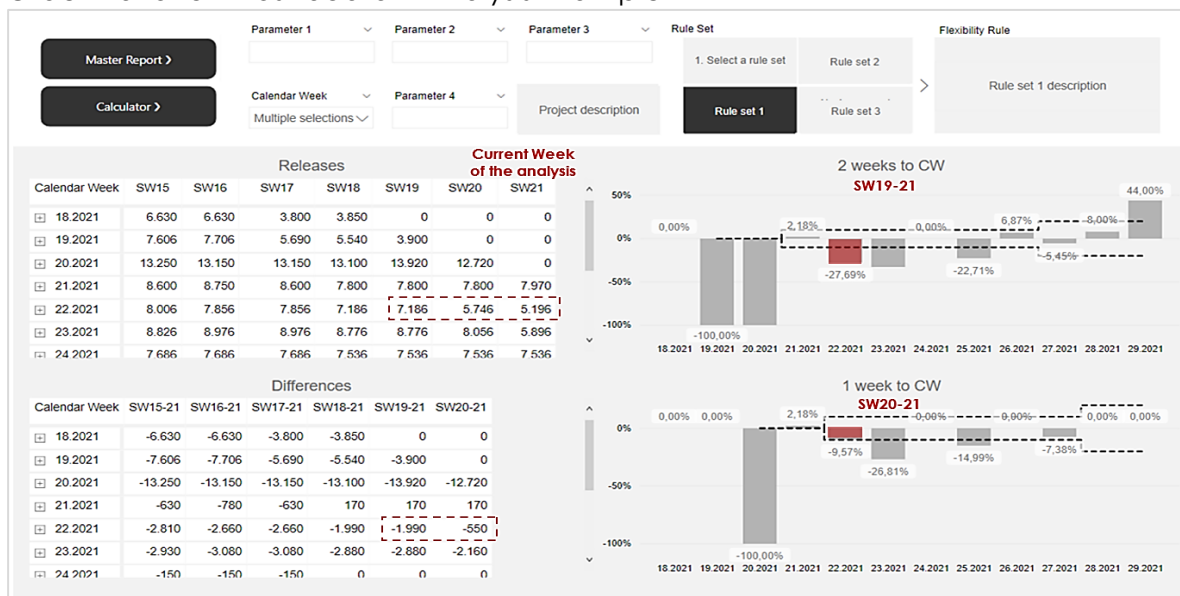 Parameter 1 Parameter 2 Parameter 3 Rule Set Flexibility Rule
Master Report >
1. Select a rule set Rule set 2
Rule set 1 description
Calculator >
Calendar Week Parameter 4
Multiple selections
Project description
Rule set 1 Rule set 3
Releases
Current Week
of the analysis
Calendar Week SW15 SW16 SW17 SW18 SW19 SW20 SW21
18.2021 6.630 6.630 3.800 3.850 0 0 0
19.2021 7.606 7.706 5.690 5.540 3.900 0 0
20.2021 13.250 13.150 13.150 13.100 13.920 12.720 0
21.2021 8.600 8.750 8.600 7.800 7.800 7.800 7.970
22.2021 8.006 7.856 7.856 7.186 7.186 5.746 5.196
23.2021 8.826 8.976 8.976 8.776 8.776 8.056 5.896
24.2021 7.686 7.686 7.686 7.536 7.536 7.536 7.536
2 weeks to CW
SW19-21
50%
0%
-50%
-100%
0,00% -100,00% 2,18% -27,69% 0,00% -22,71% 6,87% -5,45% 8,00% 44,00%
18.2021 19.2021 20.2021 21.2021 22.2021 23.2021 24.2021 25.2021 26.2021 27.2021 28.2021 29.2021
Differences
Calendar Week SW15-21 SW16-21 SW17-21 SW18-21 SW19-21 SW20-21
18.2021 -6.630 -6.630 -3.800 -3.850 0 0
19.2021 -7.606 -7.706 -5.690 -5.540 -3.900 0
20.2021 -13.250 -13.150 -13.150 -13.100 -13.920 -12.720
21.2021 -630 -780 -630 170 170 170
22.2021 -2.810 -2.660 -2.660 -1.990 -1.990 -550
23.2021 -2.930 -3.080 -3.080 -2.880 -2.880 -2.160
24.2021 -150 -150 -150 0 0 0
1 week to CW
SW20-21
0%
-50%
-100%
0,00% 0,00% -100,00% 2,18% -9,57% -26,81% 0,00% -14,99% 0,00% -7,38% 0,00% 0,00%
18.2021 19.2021 20.2021 21.2021 22.2021 23.2021 24.2021 25.2021 26.2021 27.2021 28.2021 29.2021